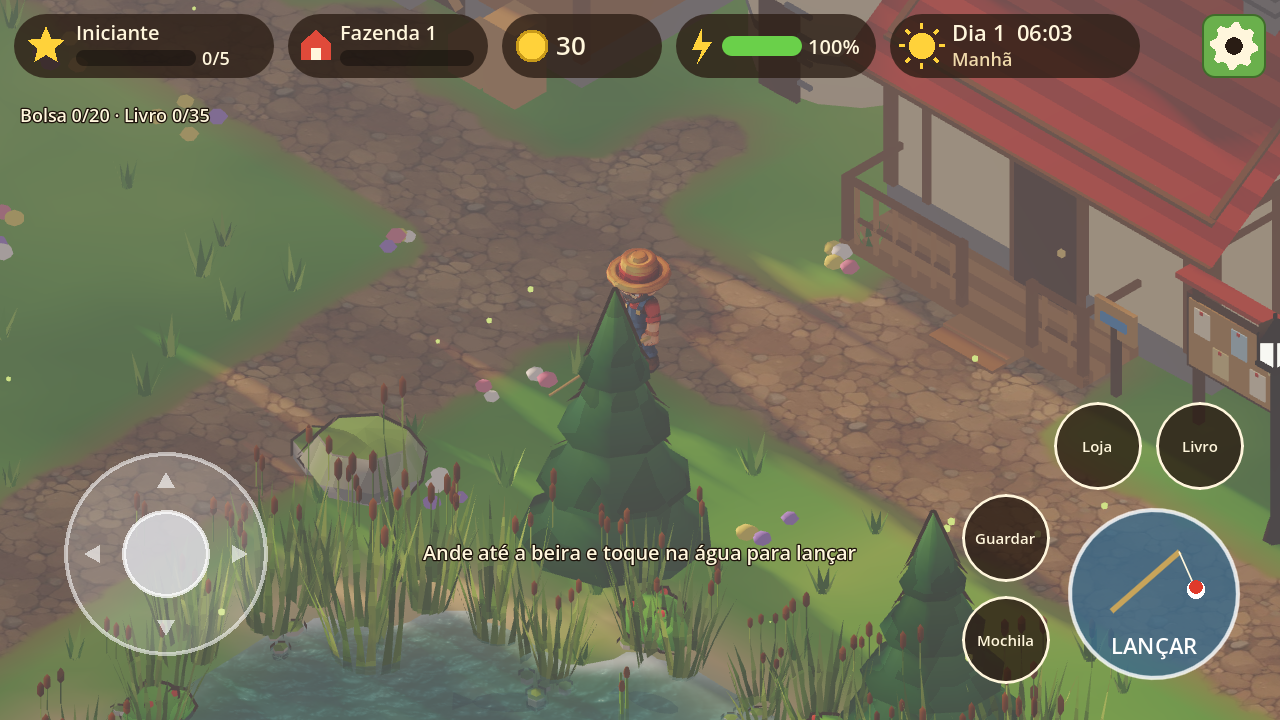 Iniciante
0/5
Fazenda 1
30
100%
Dia 1 06:03
Manhã
Bolsa 0/20 · Livro 0/35
Loja
Livro
Guardar
Ande até a beira e toque na água para lançar
Mochila
LANÇAR